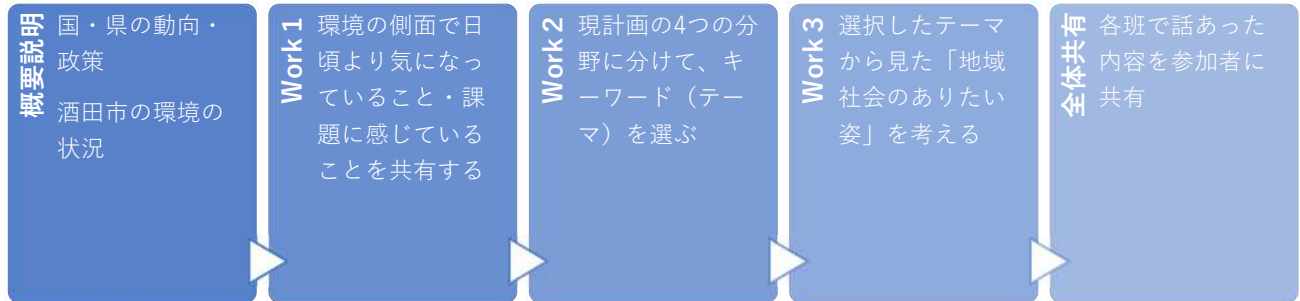 概要説明
国・県の動向・
政策
酒田市の環境の
状況
Work 1
環境の側面で日
頃より気になっ
ていること・課
題に感じている
ことを共有する
Work 2
現計画の4つの分
野に分けて、キ
ーワード（テー
マ）を選ぶ
Work 3
選択したテーマ
から見た「地域
社会のありたい
姿」を考える
全体共有
各班で話あった
内容を参加者に
共有